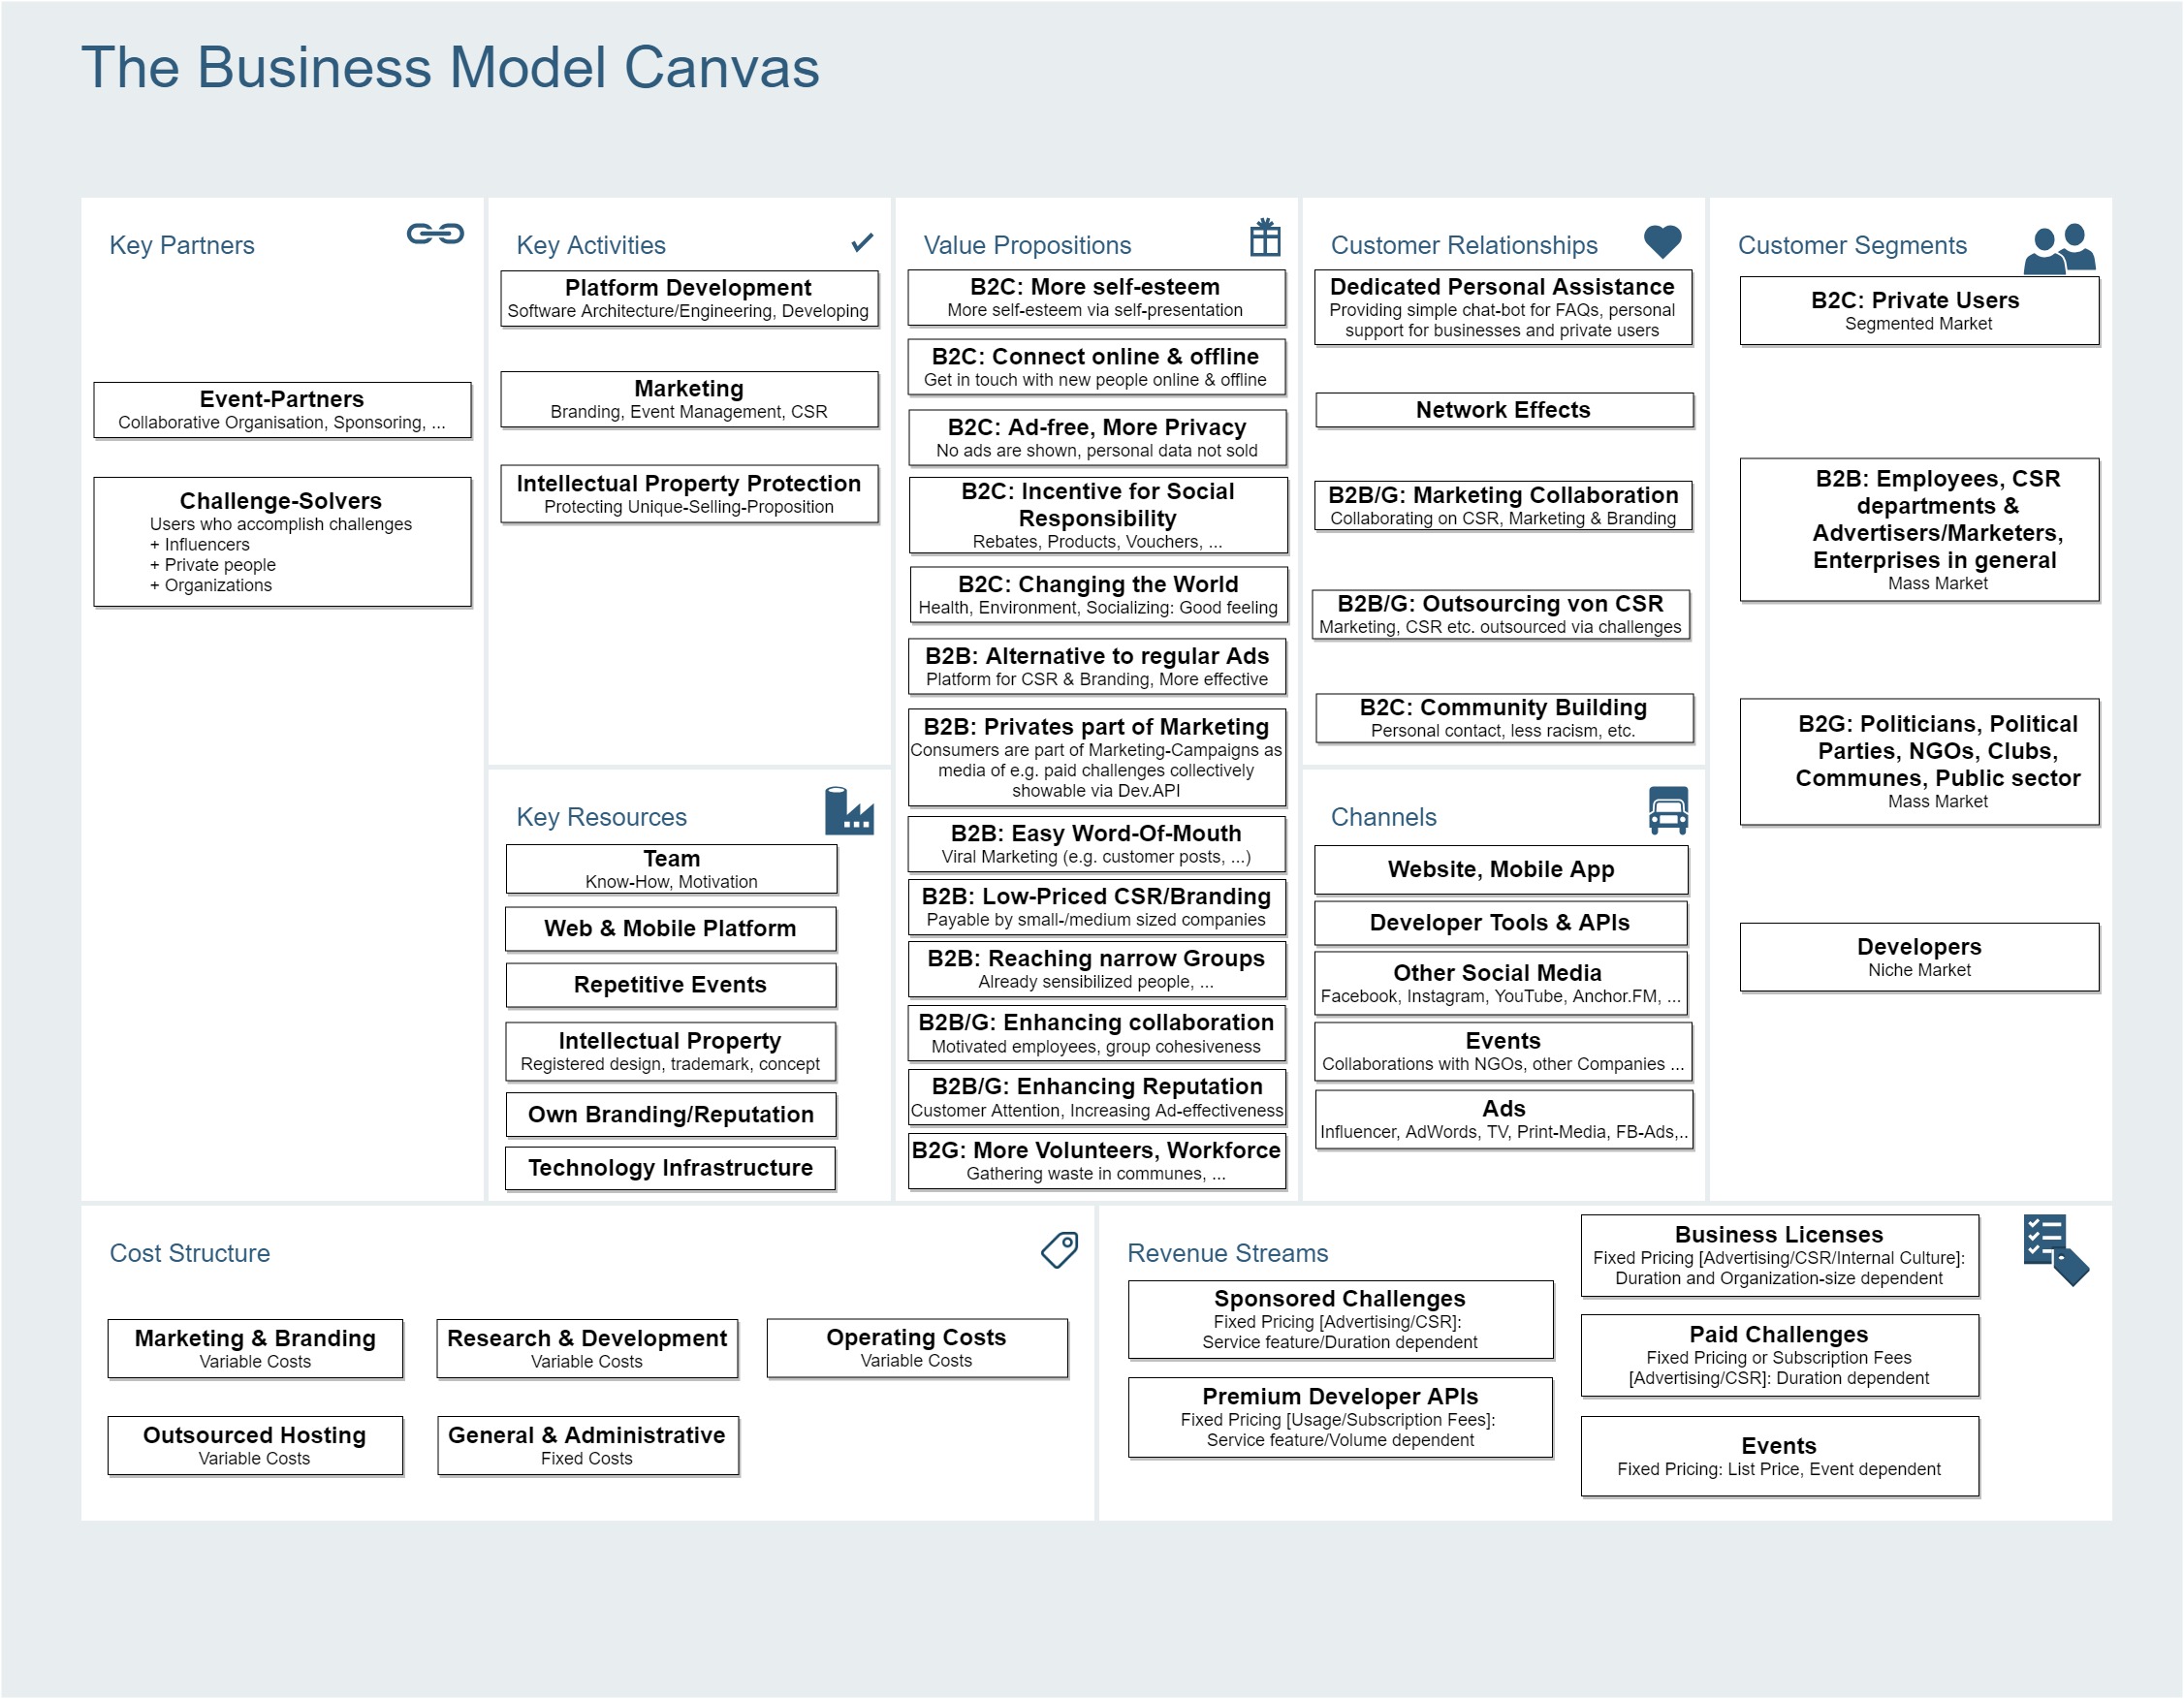 The Business Model Canvas
Key Partners
Event-Partners
Collaborative Organisation, Sponsoring, ...
Challenge-Solvers
Users who accomplish challenges
+ Influencers
+ Private people
+ Organizations
Key Activities
Platform Development
Software Architecture/Engineering, Developing
Marketing
Branding, Event Management, CSR
Intellectual Property Protection
Protecting Unique-Selling-Proposition
Key Resources
Team
Know-How, Motivation
Web & Mobile Platform
Repetitive Events
Intellectual Property
Registered design, trademark, concept
Own Branding/Reputation
Technology Infrastructure
Value Propositions
B2C: More self-esteem
More self-esteem via self-presentation
B2C: Connect online & offline
Get in touch with new people online & offline
B2C: Ad-free, More Privacy
No ads are shown, personal data not sold
B2C: Incentive for Social
Responsibility
Rebates, Products, Vouchers, ...
B2C: Changing the World
Health, Environment, Socializing: Good feeling
B2B: Alternative to regular Ads
Platform for CSR & Branding, More effective
B2B: Privates part of Marketing
Consumers are part of Marketing-Campaigns as
media of e.g. paid challenges collectively
showable via Dev.API
B2B: Easy Word-Of-Mouth
Viral Marketing (e.g. customer posts, ...)
B2B: Low-Priced CSR/Branding
Payable by small-/medium sized companies
B2B: Reaching narrow Groups
Already sensibilized people, ...
B2B/G: Enhancing collaboration
Motivated employees, group cohesiveness
B2B/G: Enhancing Reputation
Customer Attention, Increasing Ad-effectiveness
B2G: More Volunteers, Workforce
Gathering waste in communes, ...
Customer Relationships
Dedicated Personal Assistance
Providing simple chat-bot for FAQs, personal
support for businesses and private users
Network Effects
B2B/G: Marketing Collaboration
Collaborating on CSR, Marketing & Branding
B2B/G: Outsourcing von CSR
Marketing, CSR etc. outsourced via challenges
B2C: Community Building
Personal contact, less racism, etc.
Channels
Website, Mobile App
Developer Tools & APIs
Other Social Media
Facebook, Instagram, YouTube, Anchor.FM, ...
Events
Collaborations with NGOs, other Companies ...
Ads
Influencer, AdWords, TV, Print-Media, FB-Ads,..
Customer Segments
B2C: Private Users
Segmented Market
B2B: Employees, CSR
departments &
Advertisers/Marketers,
Enterprises in general
Mass Market
B2G: Politicians, Political
Parties, NGOs, Clubs,
Communes, Public sector
Mass Market
Developers
Niche Market
Cost Structure
Marketing & Branding
Variable Costs
Research & Development
Variable Costs
Operating Costs
Variable Costs
Outsourced Hosting
Variable Costs
General & Administrative
Fixed Costs
Revenue Streams
Sponsored Challenges
Fixed Pricing [Advertising/CSR]:
Service feature/Duration dependent
Premium Developer APIs
Fixed Pricing [Usage/Subscription Fees]:
Service feature/Volume dependent
Business Licenses
Fixed Pricing [Advertising/CSR/Internal Culture]:
Duration and Organization-size dependent
Paid Challenges
Fixed Pricing or Subscription Fees
[Advertising/CSR]: Duration dependent
Events
Fixed Pricing: List Price, Event dependent